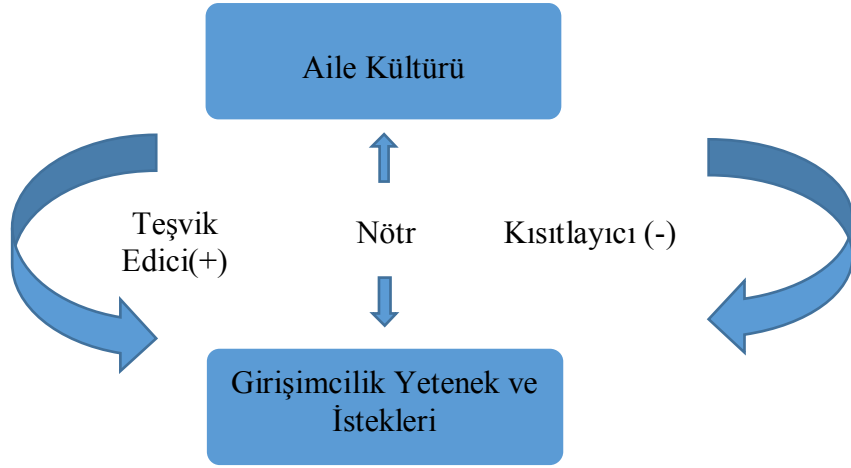 Aile Kültürü
Teşvik
Edici(+)
Nötr
Kısıtlayıcı (-)
Girişimcilik Yetenek ve
İstekleri